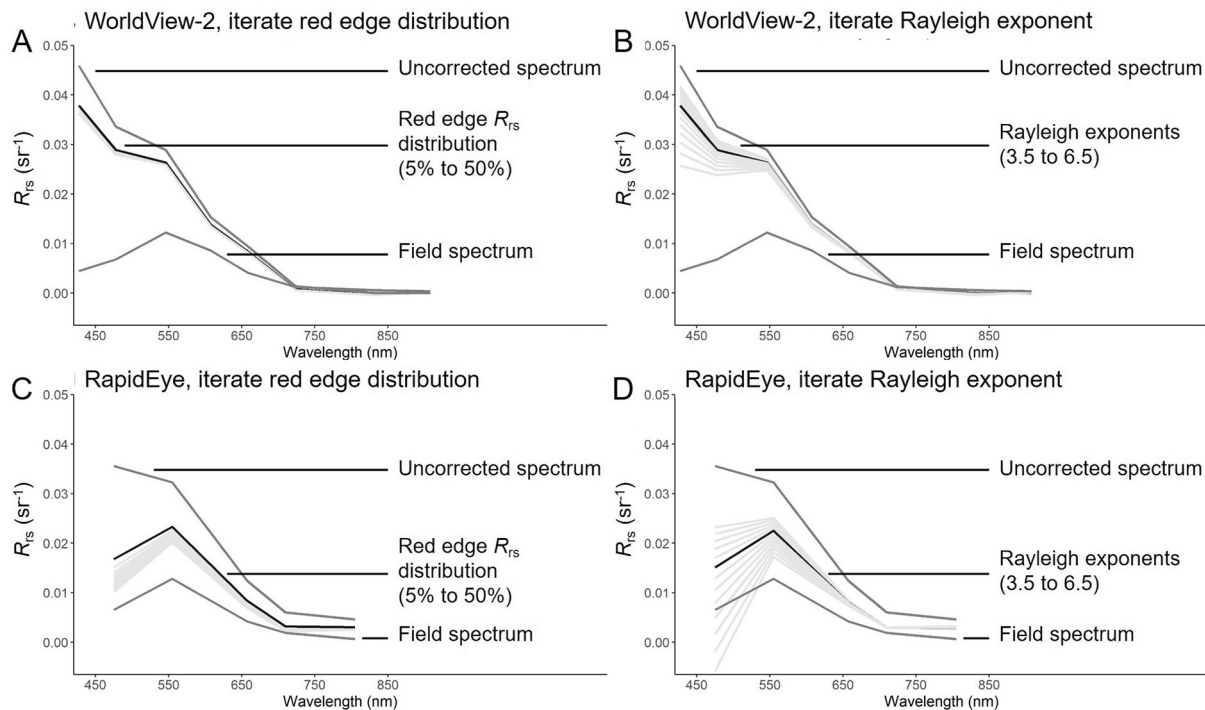 A
WorldView-2, iterate red edge distribution
0.05
0.04
0.03
0.02
0.01
0.00
Rrs (sr-1)
Uncorrected spectrum
Red edge Rrs
distribution
(5% to 50%)
Field spectrum
450 550 650 750 850
Wavelength (nm)
B
WorldView-2, iterate Rayleigh exponent
0.05
0.04
0.03
0.02
0.01
0.00
Rrs (sr-1)
Uncorrected spectrum
Rayleigh exponents
(3.5 to 6.5)
Field spectrum
450 550 650 750 850
Wavelength (nm)
C
RapidEye, iterate red edge distribution
0.05
0.04
0.03
0.02
0.01
0.00
Rrs (sr-1)
Uncorrected spectrum
Red edge Rrs
distribution
(5% to 50%)
Field spectrum
450 550 650 750 850
Wavelength (nm)
D
RapidEye, iterate Rayleigh exponent
0.05
0.04
0.03
0.02
0.01
0.00
Rrs (sr-1)
Uncorrected spectrum
Rayleigh exponents
(3.5 to 6.5)
Field spectrum
450 550 650 750 850
Wavelength (nm)